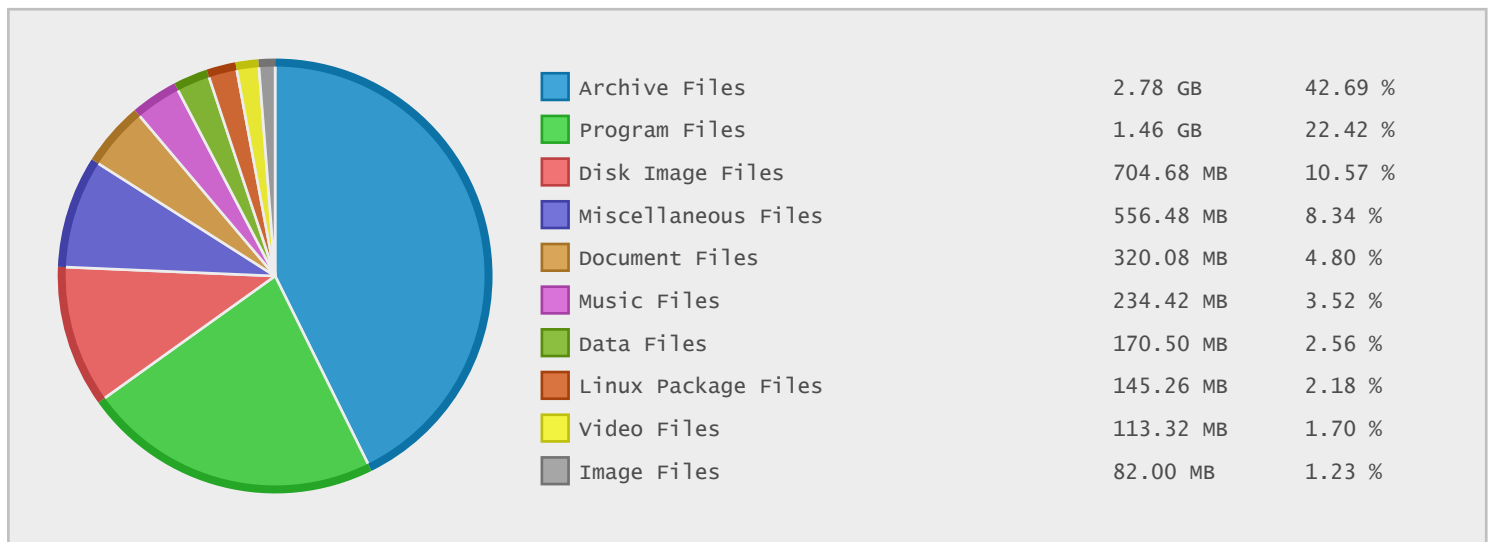 Archive Files 2.78 GB 42.69 %
Program Files 1.46 GB 22.42 %
Disk Image Files 704.68 MB 10.57 %
Miscellaneous Files 556.48 MB 8.34 %
Document Files 320.08 MB 4.80 %
Music Files 234.42 MB 3.52 %
Data Files 170.50 MB 2.56 %
Linux Package Files 145.26 MB 2.18 %
Video Files 113.32 MB 1.70 %
Image Files 82.00 MB 1.23 %